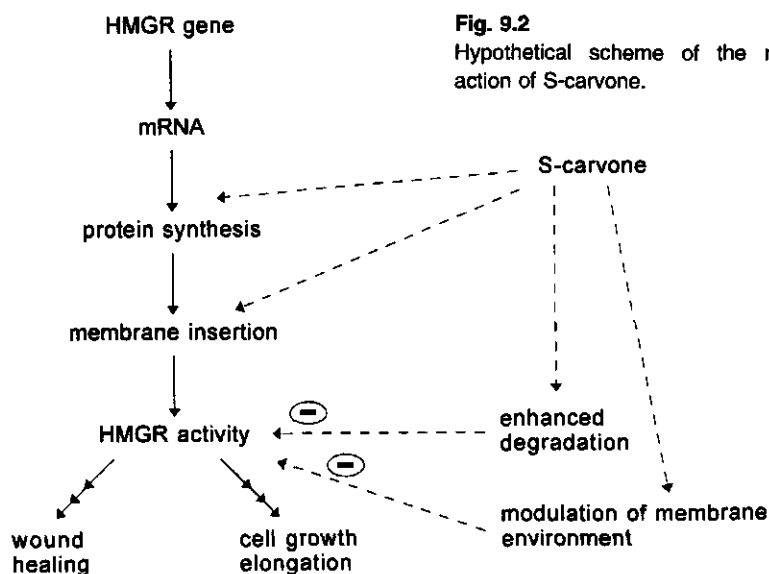 HMGR gene
Fig. 9.2
Hypothetical scheme of the
action of S-carvone.
mRNA
S-carvone
protein synthesis
membrane insertion
HMGR activity
enhanced
degradation
wound
healing
cell growth
elongation
modulation of membrane
environment